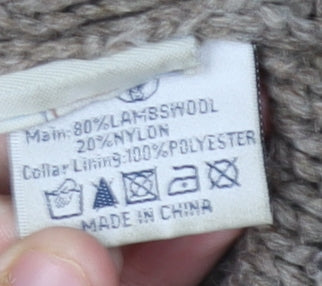 Main: 80%LAMBSWOOL
20%NYLON
Collar Lining:100%POLYESTER
MADE IN CHINA